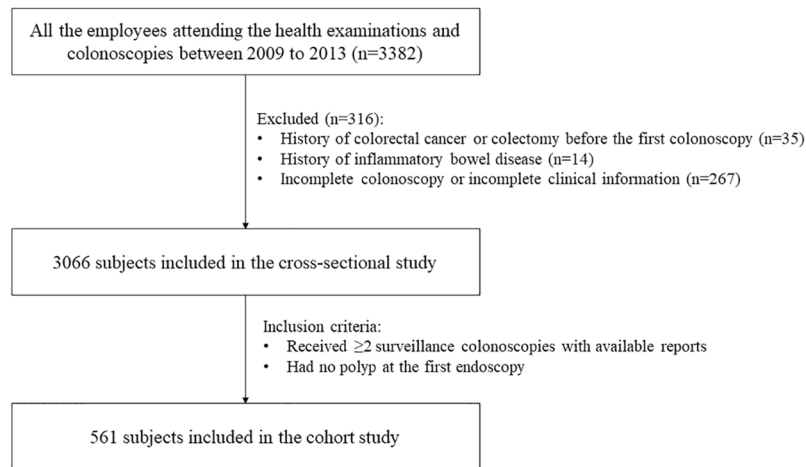 All the employees attending the health examinations and
colonoscopies between 2009 to 2013 (n=3382)
Excluded (n=316):
• History of colorectal cancer or colectomy before the first colonoscopy (n=35)
• History of inflammatory bowel disease (n=14)
• Incomplete colonoscopy or incomplete clinical information (n=267)
3066 subjects included in the cross-sectional study
Inclusion criteria:
• Received ≥2 surveillance colonoscopies with available reports
• Had no polyp at the first endoscopy
561 subjects included in the cohort study